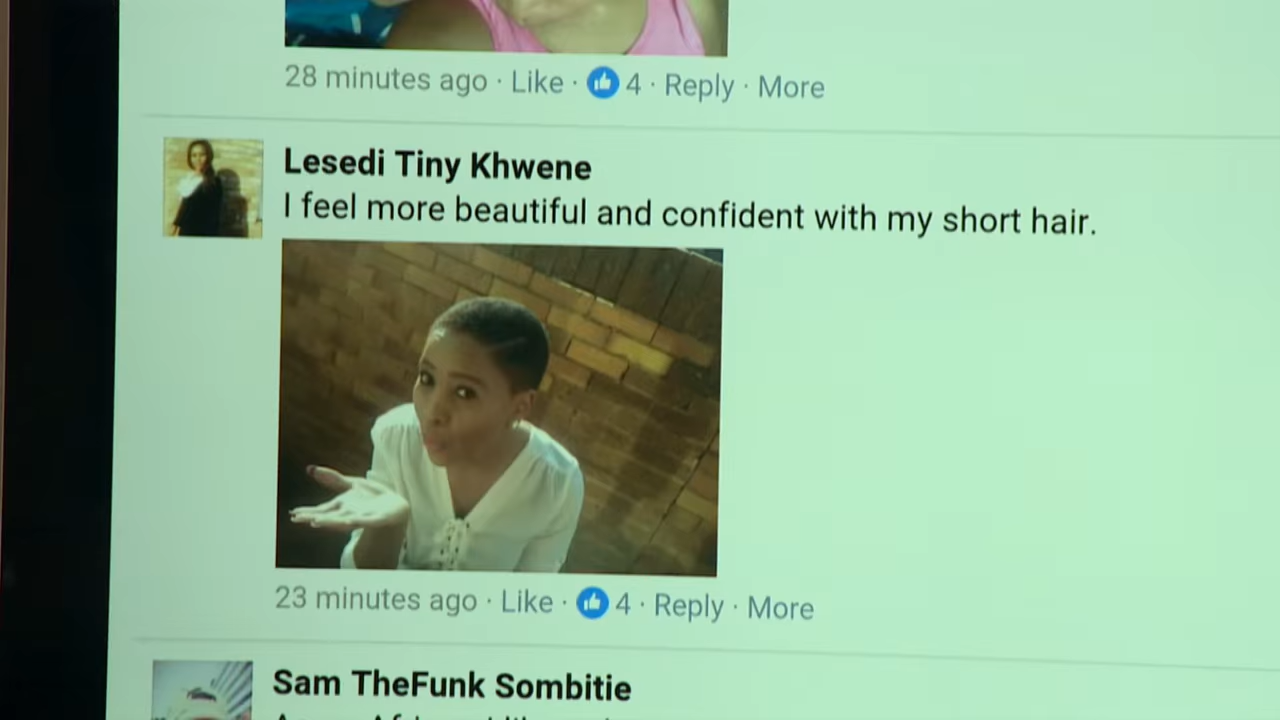 28 minutes ago · Like · 4 · Reply · More
Lesedi Tiny Khwene
I feel more beautiful and confident with my short hair.
23 minutes ago · Like · 4 · Reply · More
Sam TheFunk Sombitie